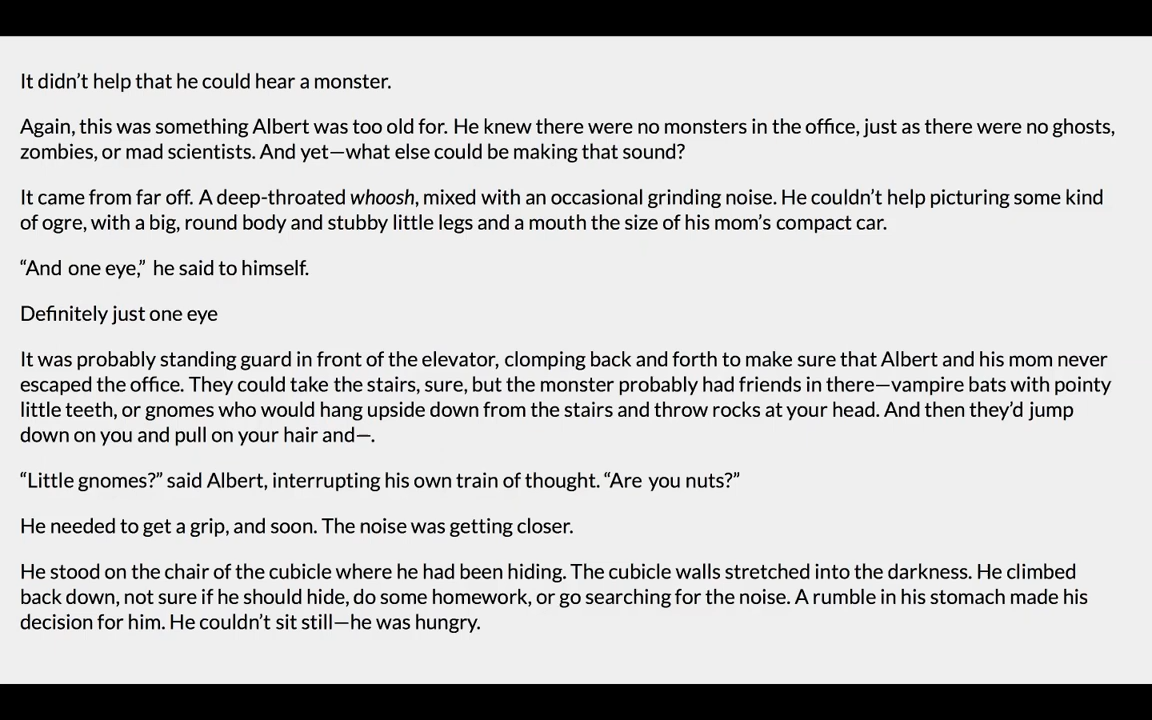 It didn’t help that he could hear a monster.
Again, this was something Albert was too old for. He knew there were no monsters in the office, just as there were no ghosts,
zombies, or mad scientists. And yet—what else could be making that sound?
It came from far off. A deep-throated whoosh, mixed with an occasional grinding noise. He couldn’t help picturing some kind
of ogre, with a big, round body and stubby little legs and a mouth the size of his mom’s compact car.
“And one eye,” he said to himself.
Definitely just one eye
It was probably standing guard in front of the elevator, clomping back and forth to make sure that Albert and his mom never
escaped the office. They could take the stairs, sure, but the monster probably had friends in there—vampire bats with pointy
little teeth, or gnomes who would hang upside down from the stairs and throw rocks at your head. And then they’d jump
down on you and pull on your hair and—.
“Little gnomes?” said Albert, interrupting his own train of thought. “Are you nuts?”
He needed to get a grip, and soon. The noise was getting closer.
He stood on the chair of the cubicle where he had been hiding. The cubicle walls stretched into the darkness. He climbed
back down, not sure if he should hide, do some homework, or go searching for the noise. A rumble in his stomach made his
decision for him. He couldn’t sit still—he was hungry.